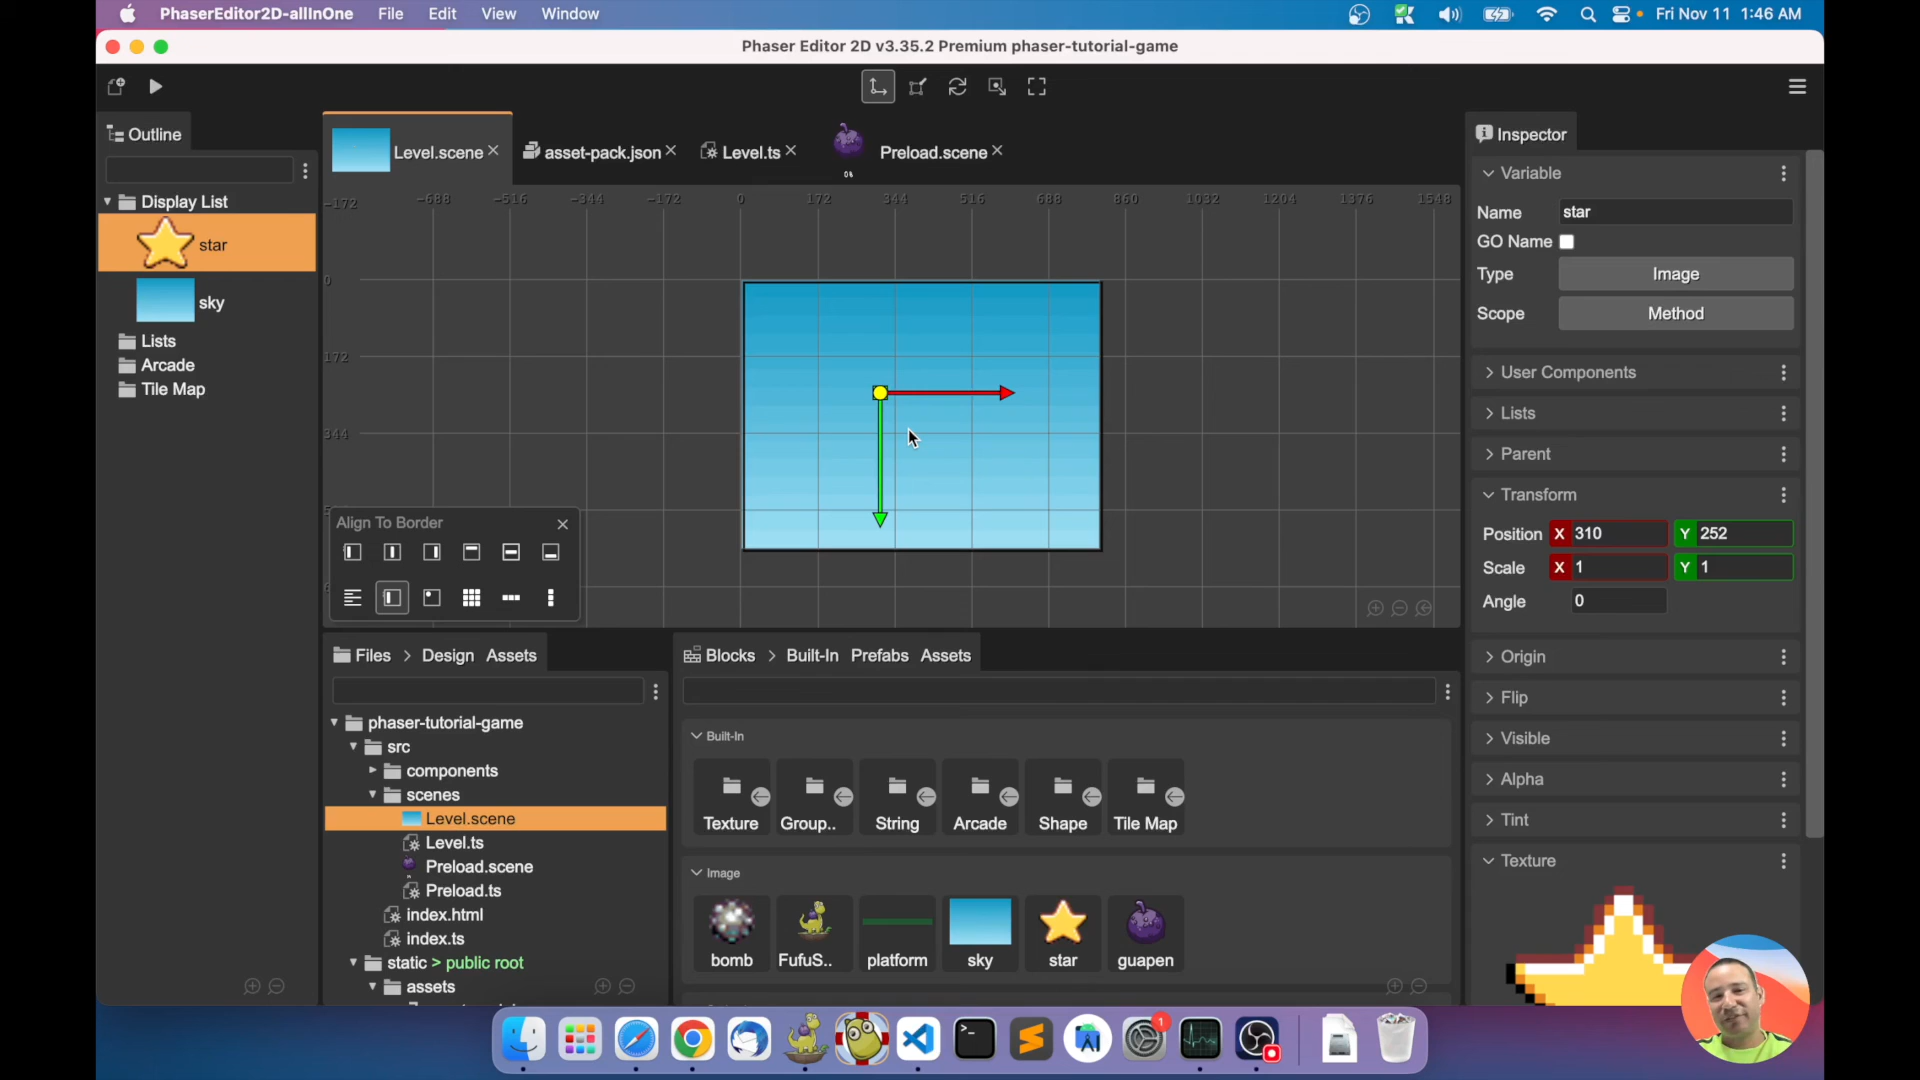 PhaserEditor2D-allInOne File Edit View Window Fri Nov 11 1:46 AM
Phaser Editor 2D v3.35.2 Premium phaser-tutorial-game
Outline
Level.scene asset-pack.json Level.ts Preload.scene
0%
Inspector
Display List
star
sky
Lists
Arcade
Tile Map
-172 -688 -516 -344 -172 0 172 344 516 688 860 1032 1204 1376 1548
0
172
344
Align To Border
Variable
Name star
GO Name
Type Image
Scope Method
User Components
Lists
Parent
Transform
Position X 310 Y 252
Scale X 1 Y 1
Angle 0
Origin
Flip
Visible
Alpha
Tint
Texture
Files > Design Assets
phaser-tutorial-game
src
components
scenes
Level.scene
Level.ts
Preload.scene
Preload.ts
index.html
index.ts
static > public root
assets
Blocks > Built-In Prefabs Assets
Built-In
Texture Group.. String Arcade Shape Tile Map
Image
bomb FufuS.. platform sky star guapen
1